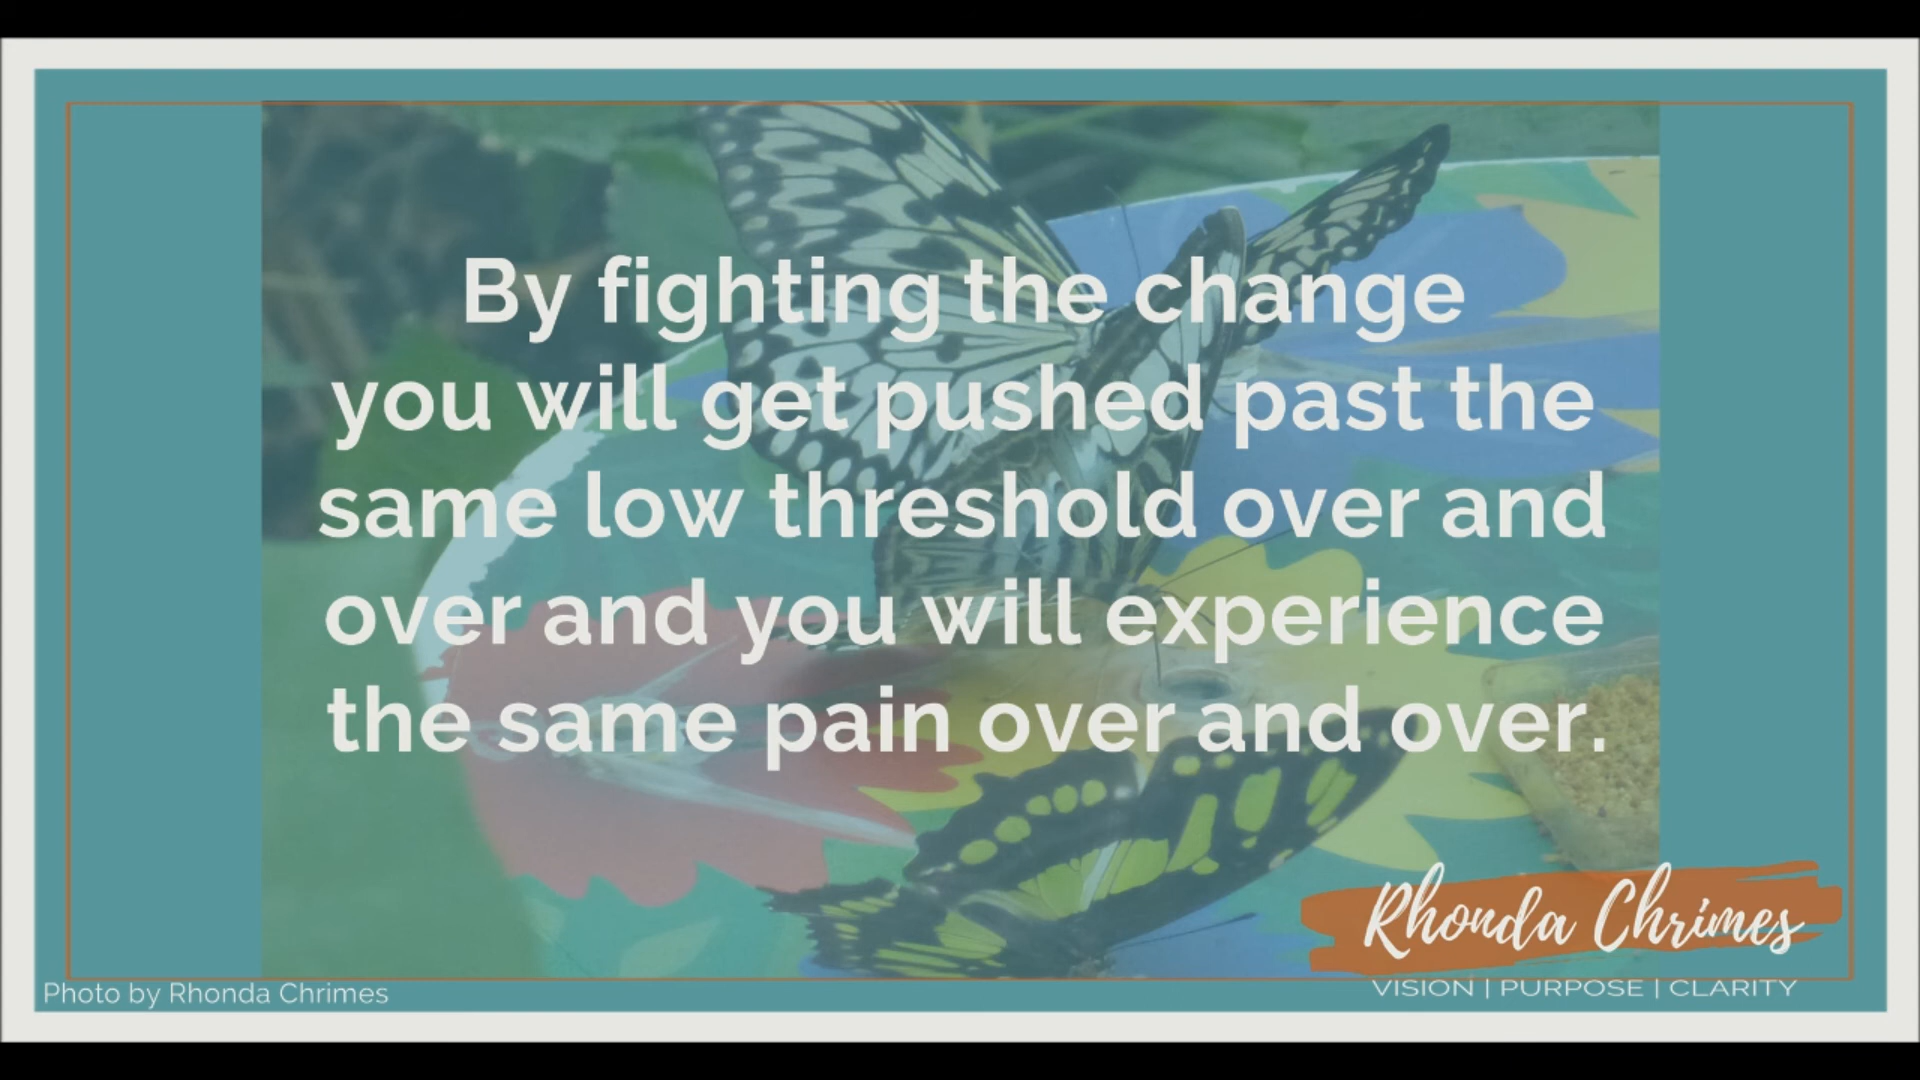 By fighting the change
you will get pushed past the
same low threshold over and
over and you will experience
the same pain over and over.
Rhonda Chrimes
VISION | PURPOSE | CLARITY
Photo by Rhonda Chrimes